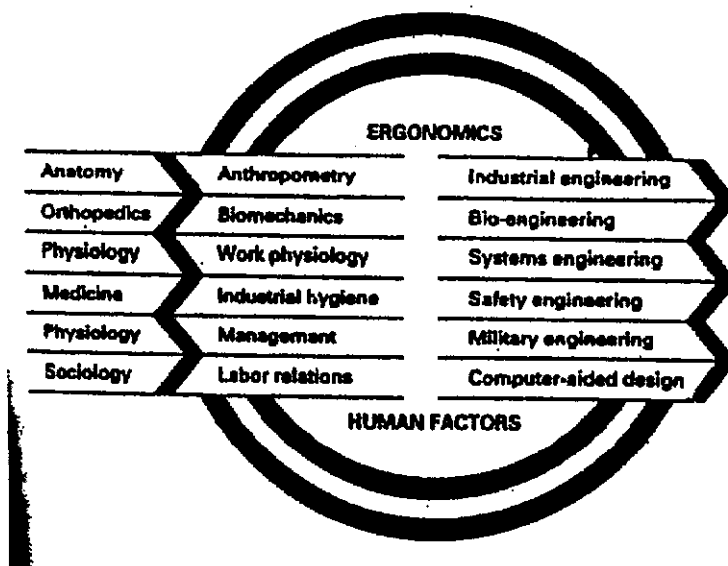 ERGONOMICS
Anatomy Anthropometry Industrial engineering
Orthopedics Biomechanics Bio-engineering
Physiology Work physiology Systems engineering
Medicine Industrial hygiene Safety engineering
Physiology Management Military engineering
Sociology Labor relations Computer-aided design
HUMAN FACTORS